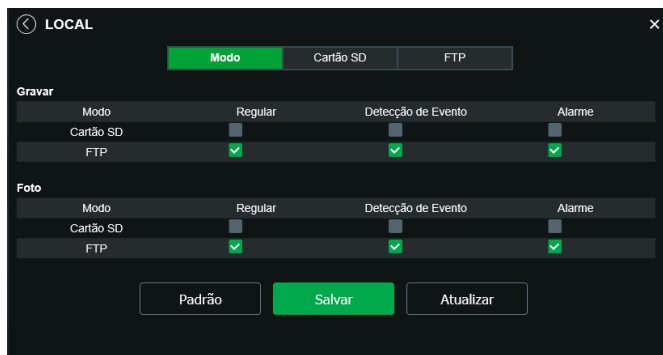 LOCAL
Modo Cartão SD FTP
Gravar
Modo Regular Detecção de Evento Alarme
Cartão SD
FTP
Foto
Modo Regular Detecção de Evento Alarme
Cartão SD
FTP
Padrão Salvar Atualizar